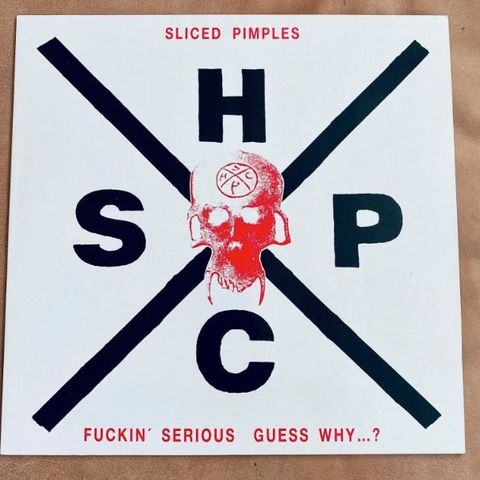 SLICED PIMPLES
H
S P
C
S
H C
P
FUCKIN´ SERIOUS GUESS WHY...?